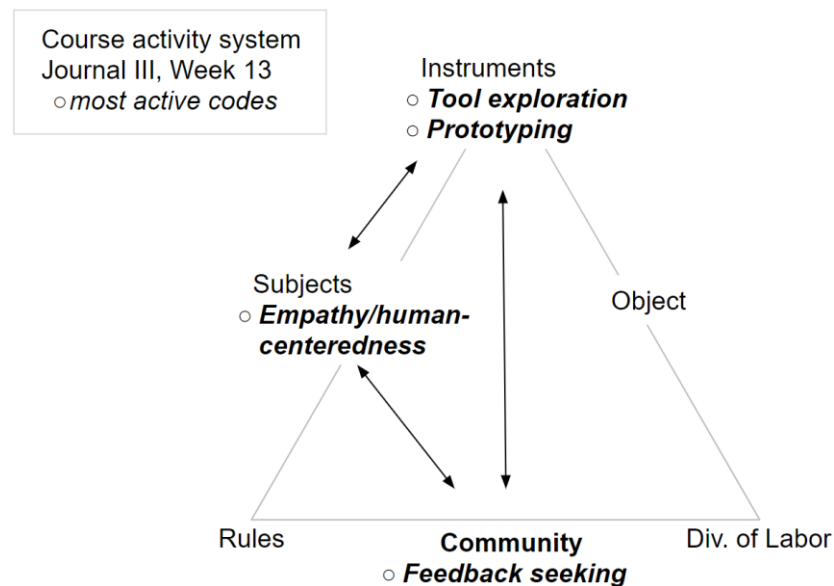 Course activity system
Journal III, Week 13
○ most active codes
Instruments
○ Tool exploration
○ Prototyping
Subjects
○ Empathy/human-
centeredness
Object
Rules
Community
○ Feedback seeking
Div. of Labor